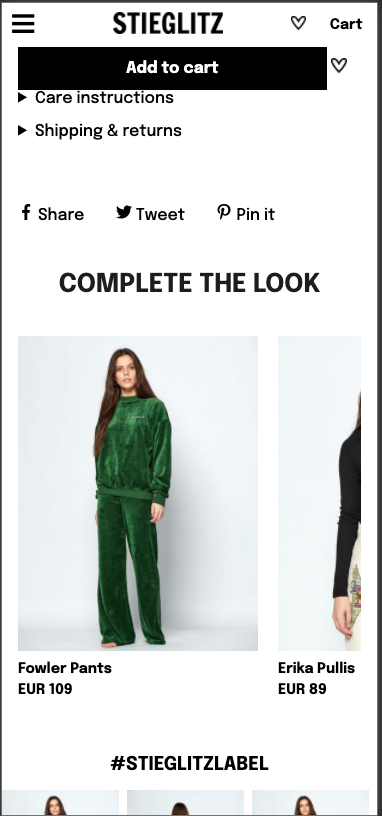 STIEGLITZ
Cart
Add to cart
Care instructions
Shipping & returns
Share Tweet Pin it
COMPLETE THE LOOK
Fowler Pants
EUR 109
Erika Pullis
EUR 89
#STIEGLITZLABEL